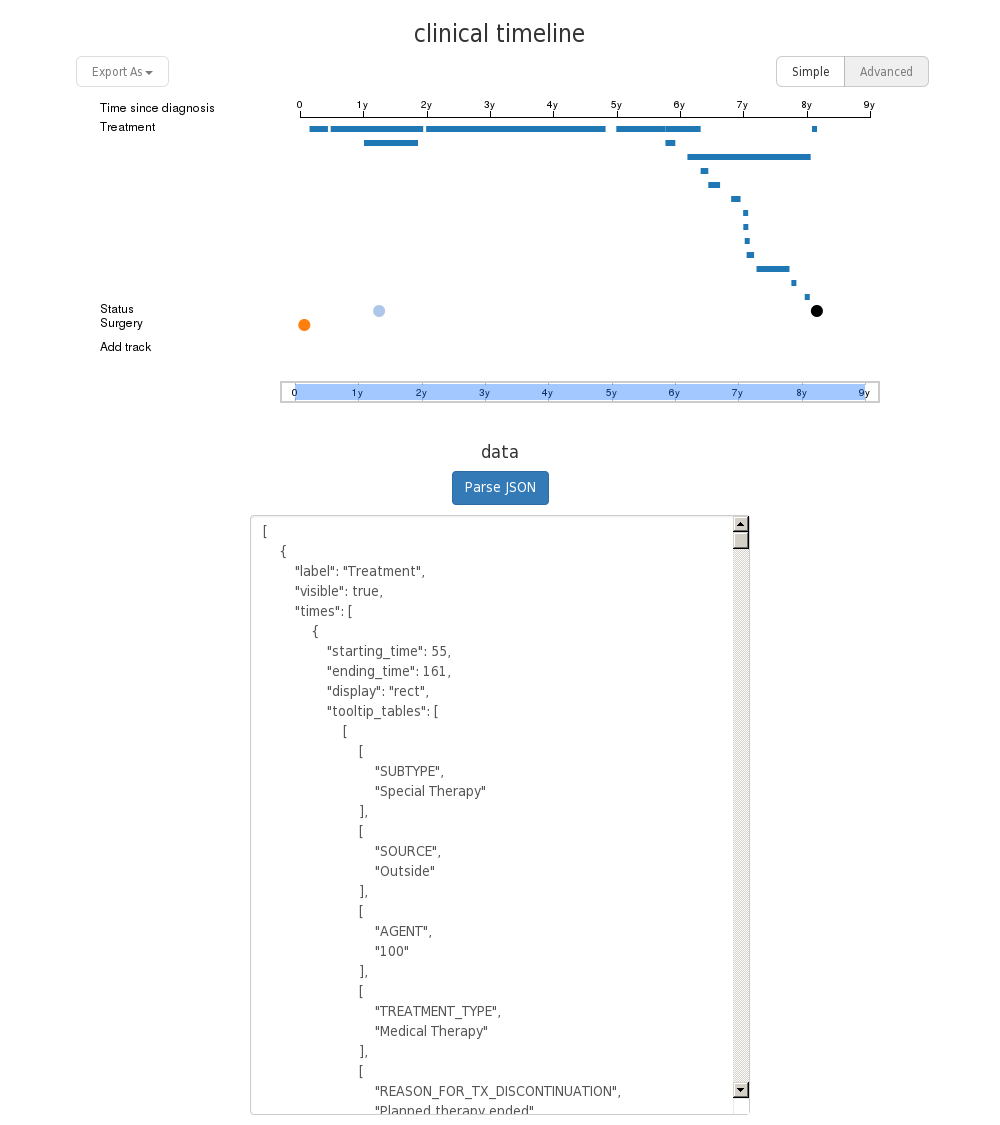 clinical timeline
Export As
Simple Advanced
Time since diagnosis 0 1y 2y 3y 4y 5y 6y 7y 8y 9y
Treatment
Status
Surgery
Add track
0 1y 2y 3y 4y 5y 6y 7y 8y 9y
data
Parse JSON
[
{
"label": "Treatment",
"visible": true,
"times": [
{
"starting_time": 55,
"ending_time": 161,
"display": "rect",
"tooltip_tables": [
[
[
"SUBTYPE",
"Special Therapy"
],
[
"SOURCE",
"Outside"
],
[
"AGENT",
"100"
],
[
"TREATMENT_TYPE",
"Medical Therapy"
],
[
"REASON_FOR_TX_DISCONTINUATION",
"Planned therapy ended"